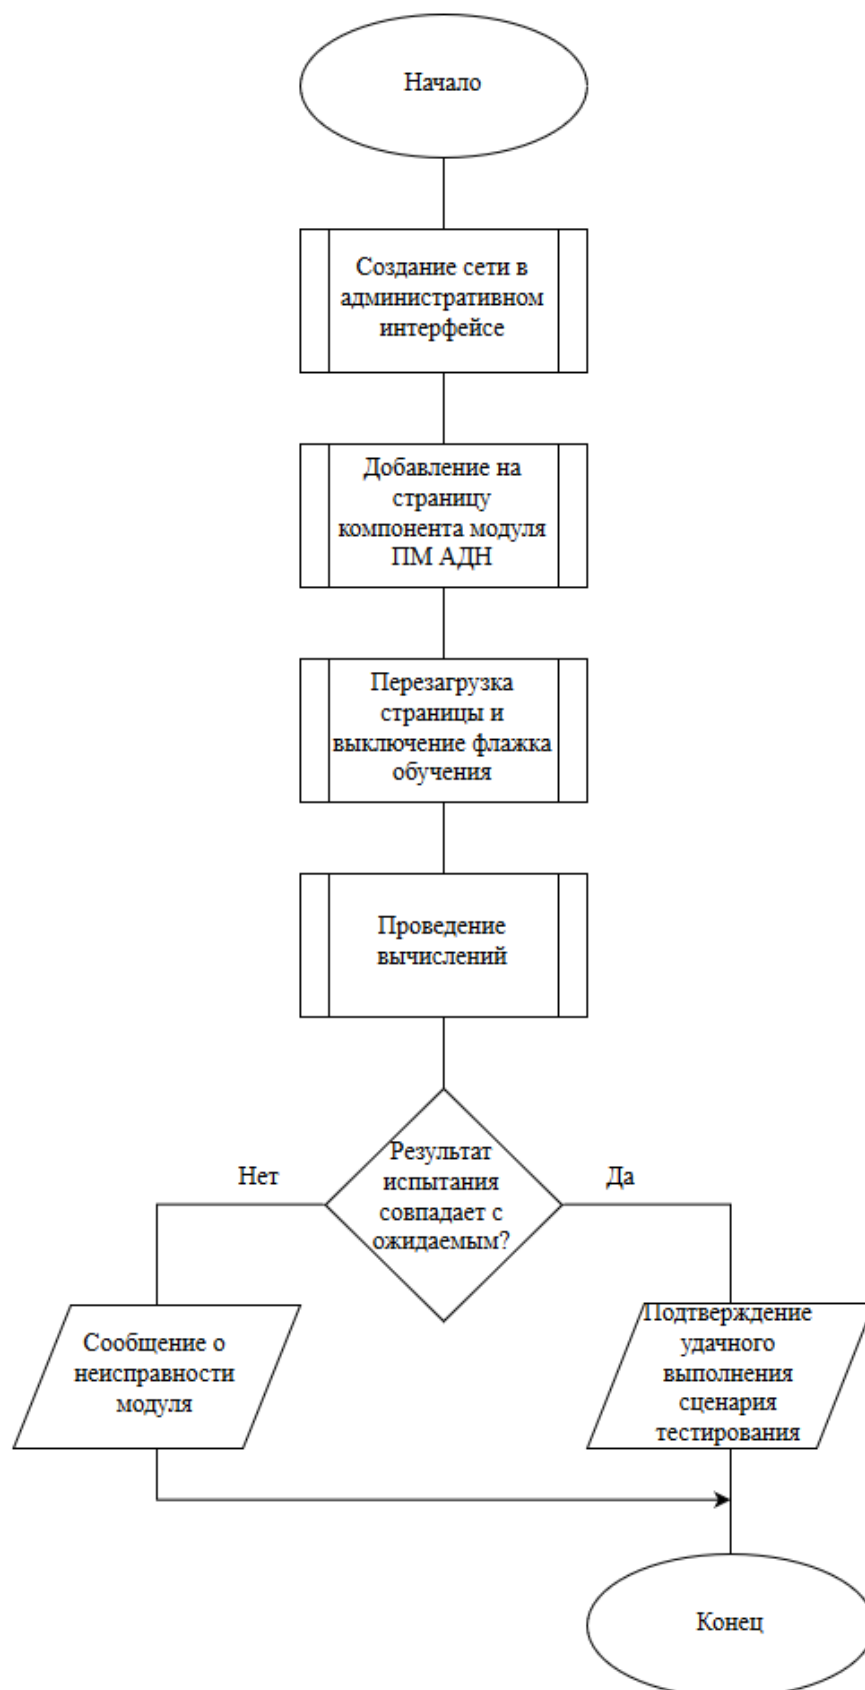 Начало
Создание сети в
административном
интерфейсе
Добавление на
страницу
компонента модуля
ПМ АДН
Перезагрузка
страницы и
выключение флажка
обучения
Проведение
вычислений
Результат
испытания
совпадает с
ожидаемым?
Нет
Да
Сообщение о
неисправности
модуля
Подтверждение
удачного
выполнения
сценария
тестирования
Конец